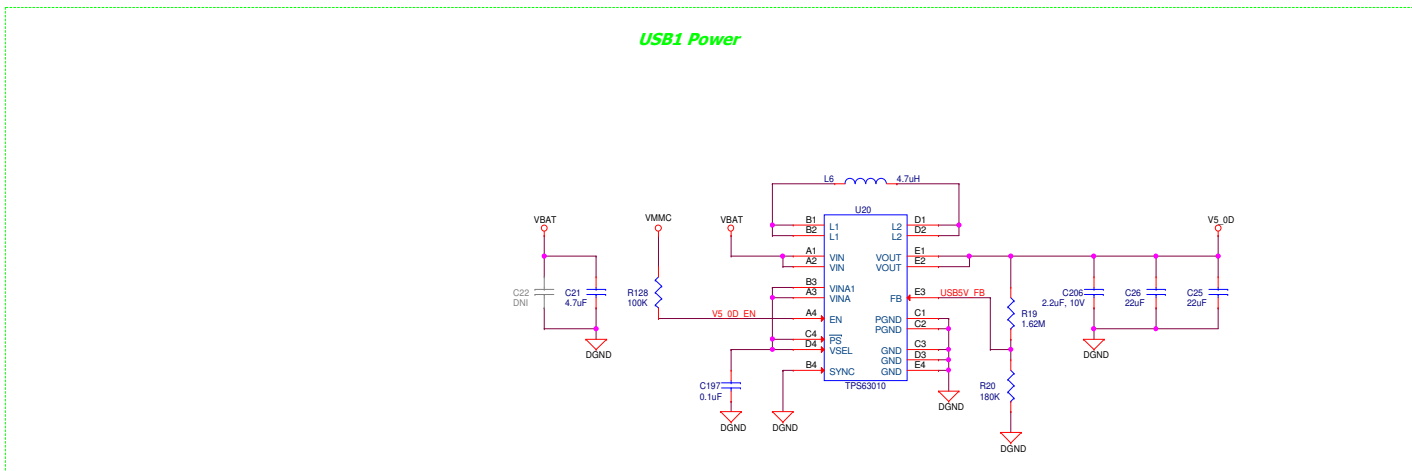 USB1 Power
L6 4.7uH
U20
VBAT VMMC VBAT V5_0D
B1 L1 L2 D1
B2 L1 L2 D2
A1 VIN VOUT E1
A2 VIN VOUT E2
C22 DNI
C21 4.7uF
R128 100K
B3 VINA1
A3 VINA FB E3 USB5V_FB
C206 2.2uF, 10V
C26 22uF
C25 22uF
V5_0D_EN A4 EN PGND C1
PGND C2
R19 1.62M
C4 PS
D4 VSEL GND C3
GND D3
B4 SYNC GND E4
DGND
DGND
C197 0.1uF
TPS63010
R20 180K
DGND
DGND
DGND
DGND